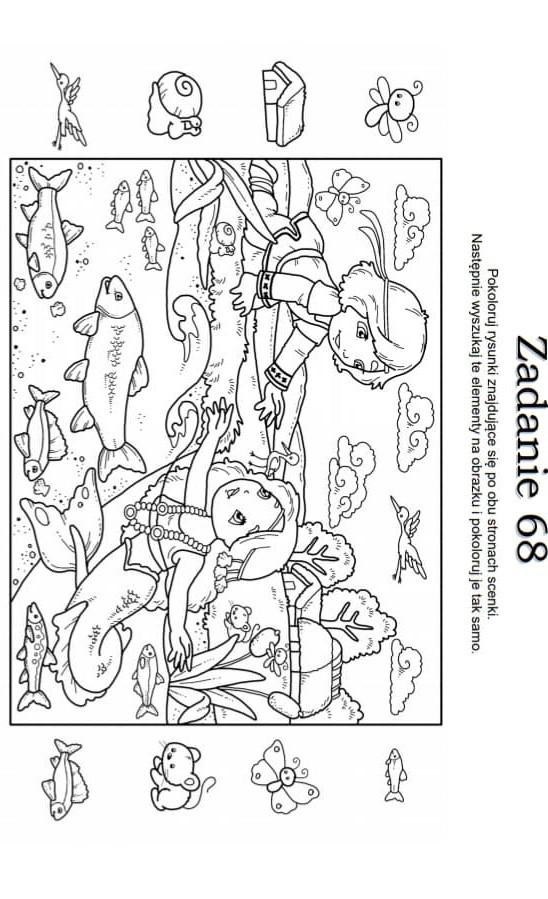 Zadanie 68
Pokoloruj rysunki znajdujące się po obu stronach scenki.
Następnie wyszukaj te elementy na obrazku i pokoloruj je tak samo.